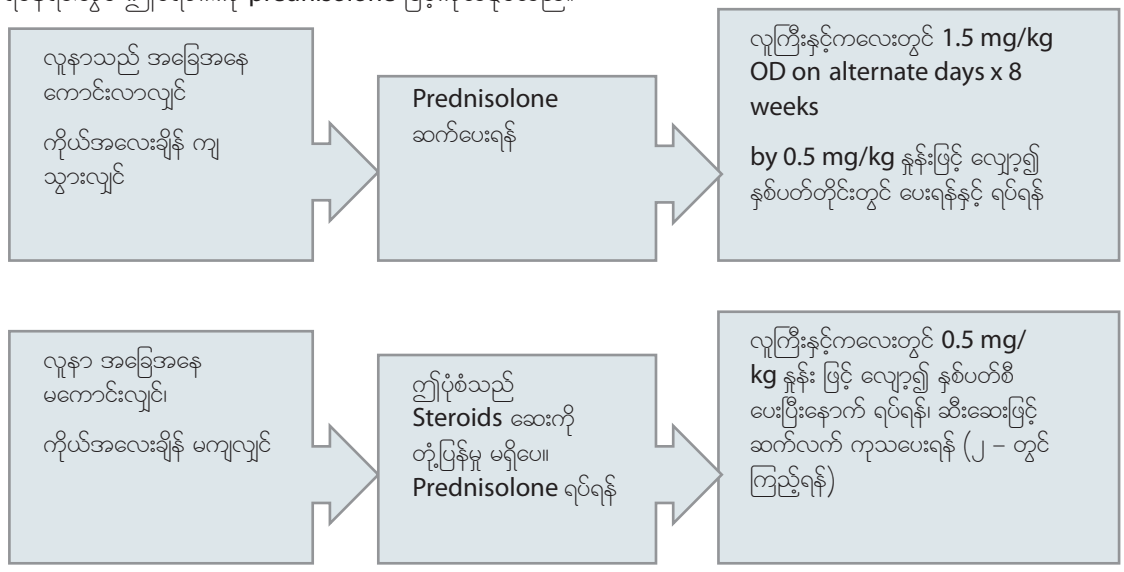 prednisolone
လူနာသည် အခြေအနေ
ကောင်းလာလျှင်
ကိုယ်အလေးချိန် ကျ
သွားလျှင်
Prednisolone
ဆက်ပေးရန်
လူကြီးနှင့်ကလေးတွင် 1.5 mg/kg
OD on alternate days x 8
weeks
by 0.5 mg/kg နှုန်းဖြင့် လျှော့၍
နှစ်ပတ်တိုင်းတွင် ပေးရန်နှင့် ရပ်ရန်
လူနာ အခြေအနေ
မကောင်းလျှင်၊
ကိုယ်အလေးချိန် မကျလျှင်
ဤပုံစံသည်
Steroids ဆေးကို
တုံ့ပြန်မှု မရှိပေ။
Prednisolone ရပ်ရန်
လူကြီးနှင့်ကလေးတွင် 0.5 mg/
kg နှုန်း ဖြင့် လျှော့၍ နှစ်ပတ်စီ
ပေးပြီးနောက် ရပ်ရန်၊ ဆီးဆေးဖြင့်
ဆက်လက် ကုသပေးရန် (၂ – တွင်
ကြည့်ရန်)